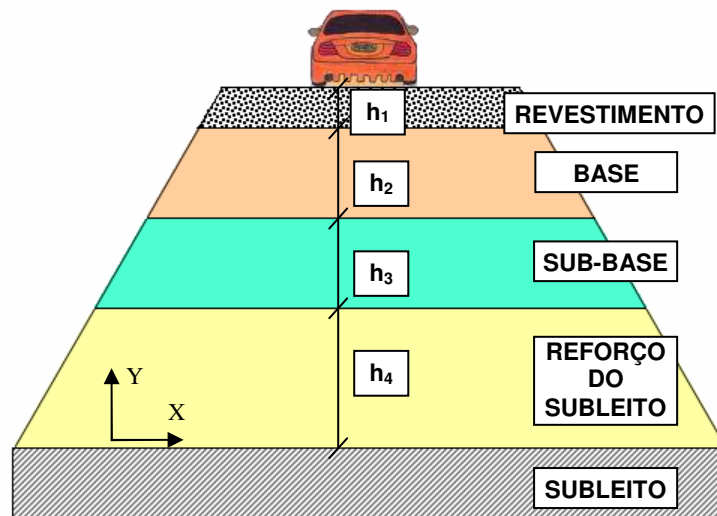 h1
REVESTIMENTO
h2
BASE
h3
SUB-BASE
h4
REFORÇO
DO
SUBLEITO
Y
X
SUBLEITO